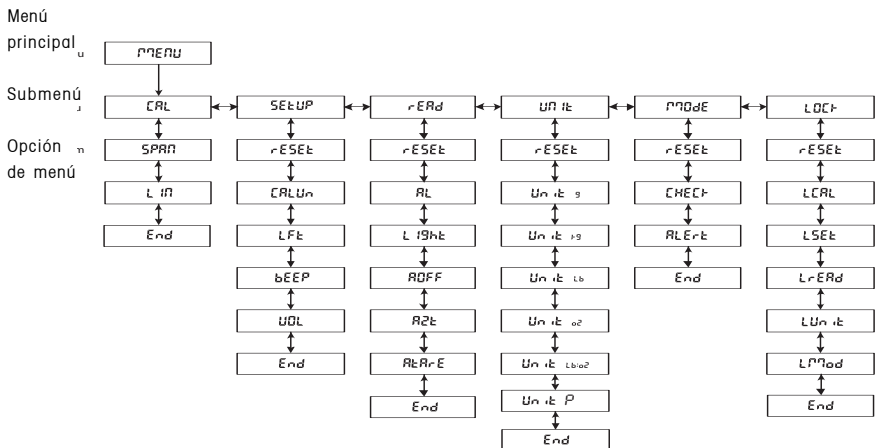 Menú
principal u
MENU
Submenú u
CAL SEtUP rEAd UNIt MOdE LOCK
Opción n
de menú
SPAN rESEt rESEt rESEt rESEt rESEt
LIN CALUn AL Unit g CHECK LCAL
End LFt LIght Unit kg ALErt LSEt
bEEP AOFF Unit Lb End LrEAd
VOL AZt Unit oz LUnit
End AtArE Unit Lb:oz LMod
End Unit P End
End